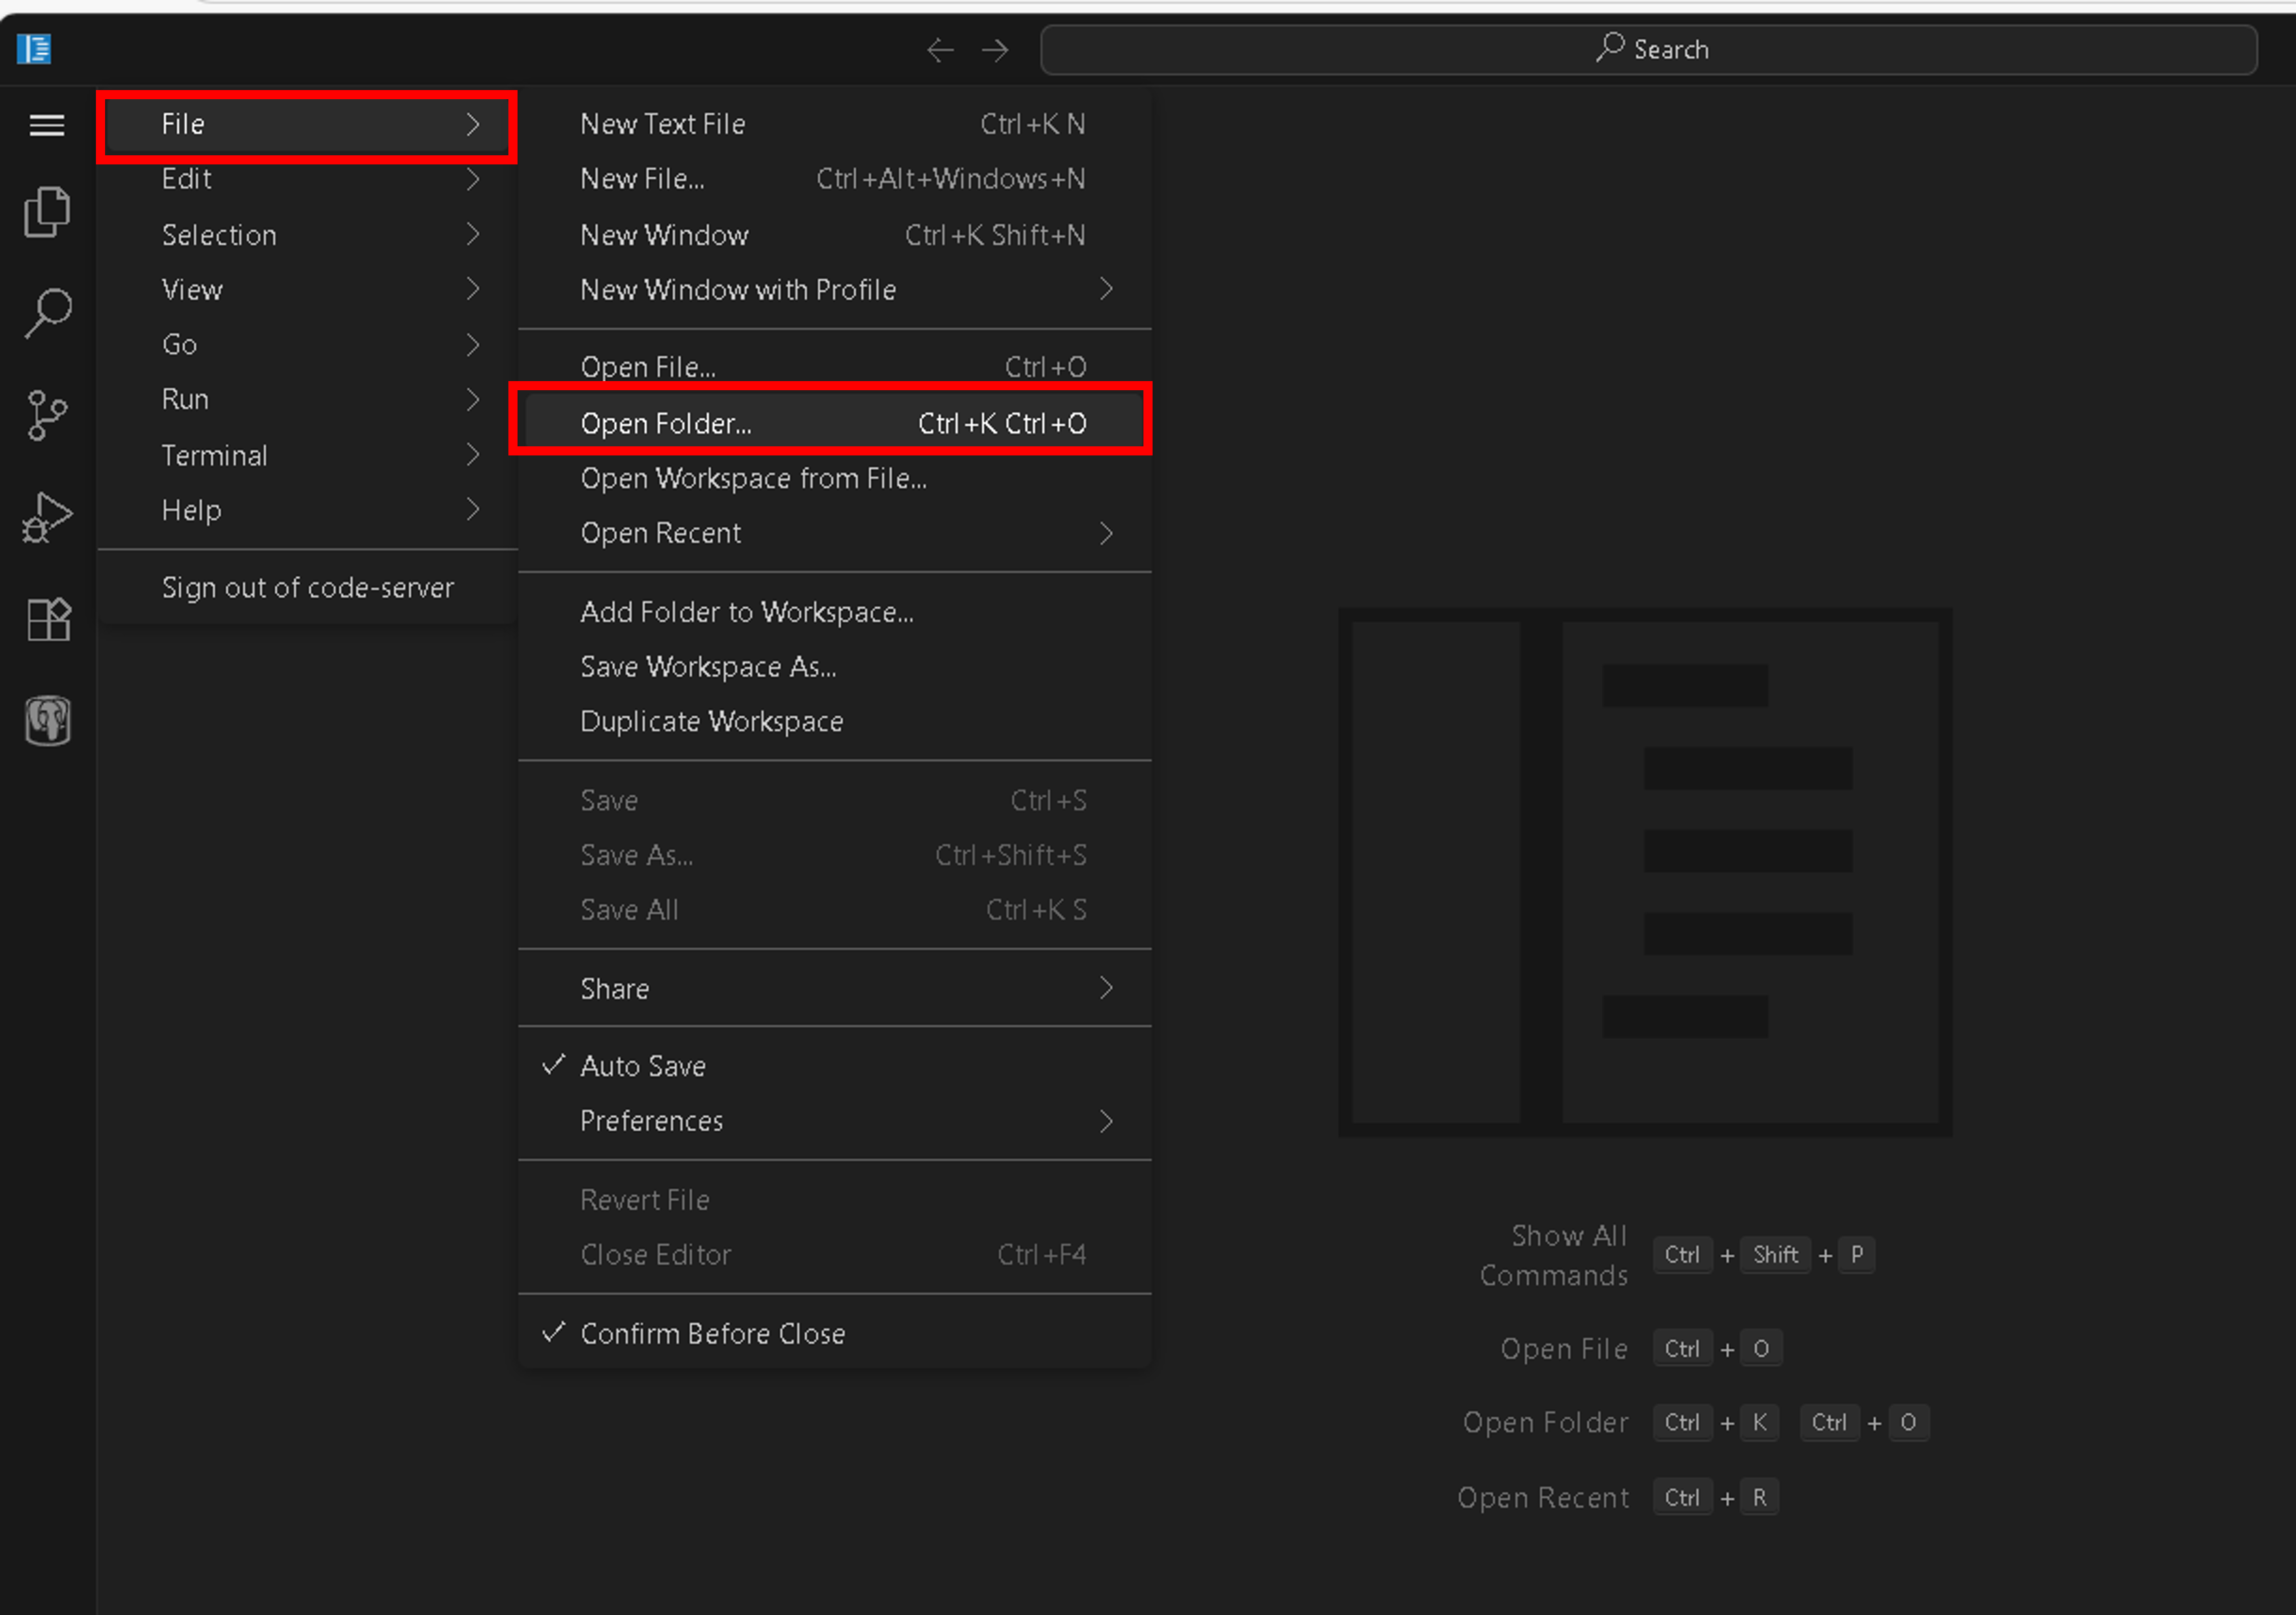 Search
File
Edit
Selection
View
Go
Run
Terminal
Help
Sign out of code-server
New Text File Ctrl+K N
New File... Ctrl+Alt+Windows+N
New Window Ctrl+K Shift+N
New Window with Profile
Open File... Ctrl+O
Open Folder... Ctrl+K Ctrl+O
Open Workspace from File...
Open Recent
Add Folder to Workspace...
Save Workspace As...
Duplicate Workspace
Save Ctrl+S
Save As... Ctrl+Shift+S
Save All Ctrl+K S
Share
Auto Save
Preferences
Revert File
Close Editor Ctrl+F4
Confirm Before Close
Show All
Commands Ctrl + Shift + P
Open File Ctrl + O
Open Folder Ctrl + K Ctrl + O
Open Recent Ctrl + R